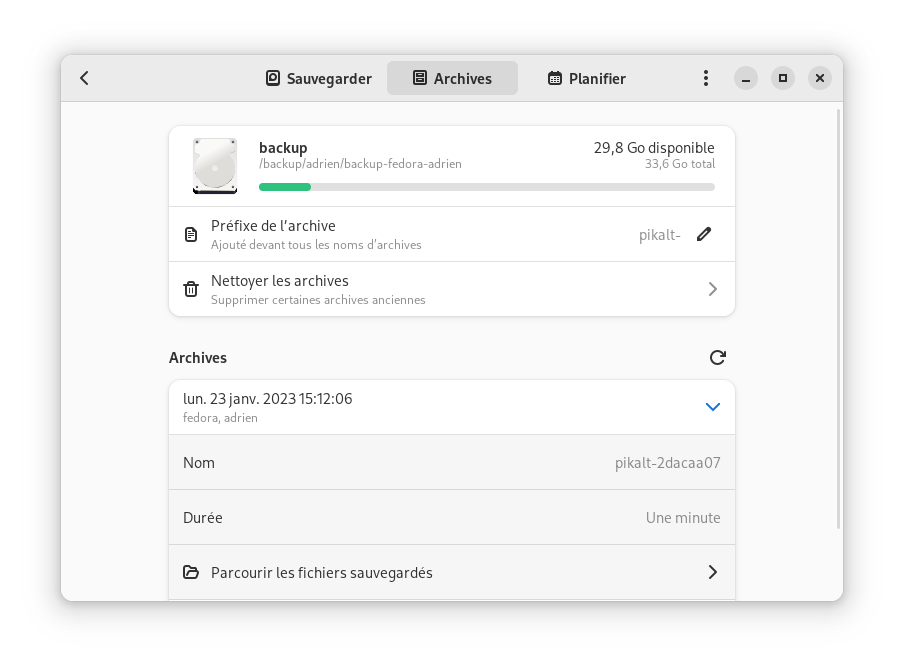 Sauvegarder
Archives
Planifier
backup
29,8 Go disponible
/backup/adrien/backup-fedora-adrien
33,6 Go total
Préfixe de l’archive
Ajouté devant tous les noms d’archives
pikalt-
Nettoyer les archives
Supprimer certaines archives anciennes
Archives
lun. 23 janv. 2023 15:12:06
fedora, adrien
Nom
pikalt-2dacaa07
Durée
Une minute
Parcourir les fichiers sauvegardés